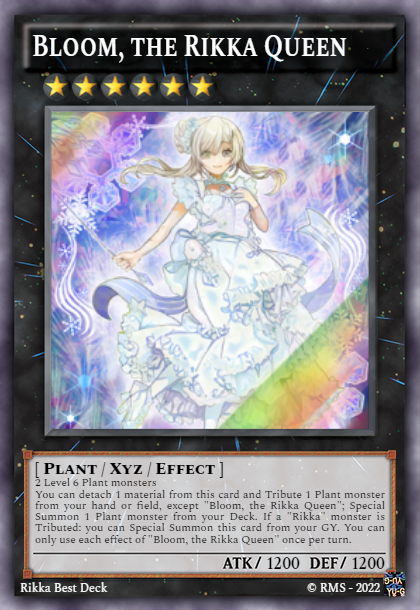 Bloom, the Rikka Queen
[ Plant / Xyz / Effect ]
2 Level 6 Plant monsters
You can detach 1 material from this card and Tribute 1 Plant monster
from your hand or field, except "Bloom, the Rikka Queen"; Special
Summon 1 Plant monster from your Deck. If a "Rikka" monster is
Tributed: you can Special Summon this card from your GY. You can
only use each effect of "Bloom, the Rikka Queen" once per turn.
ATK / 1200 DEF / 1200
Rikka Best Deck © RMS - 2022